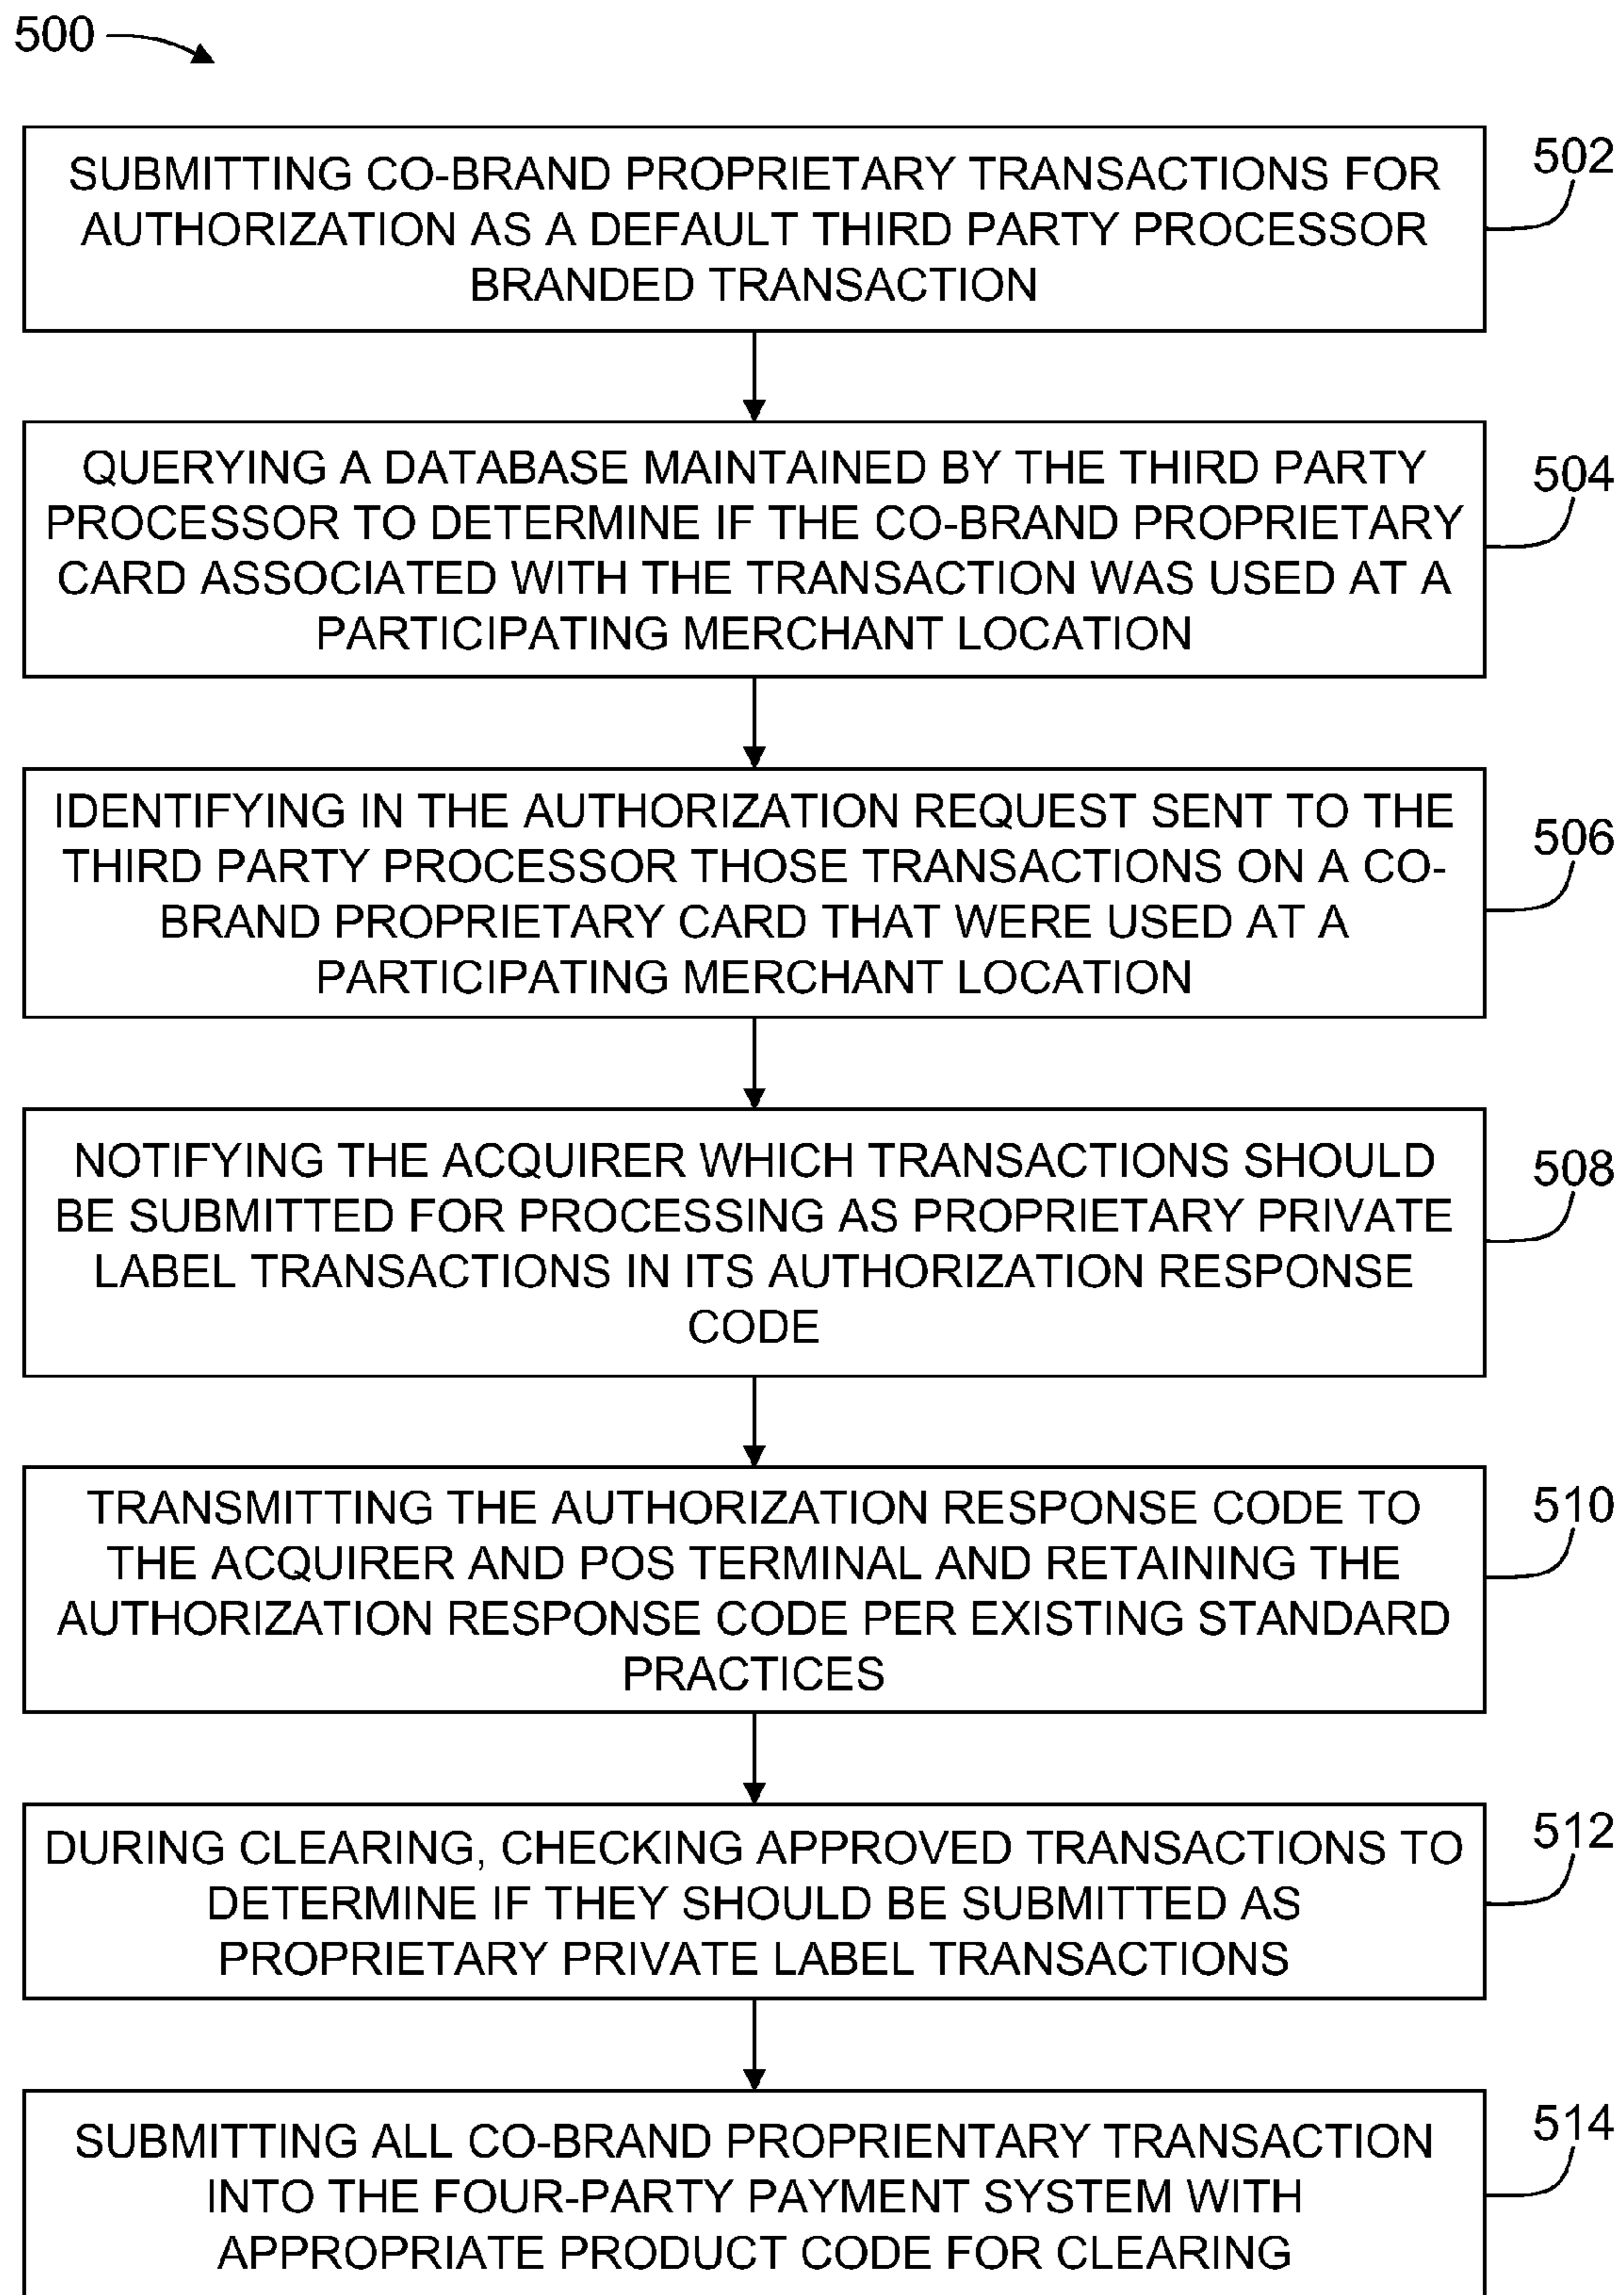 500
SUBMITTING CO-BRAND PROPRIETARY TRANSACTIONS FOR
AUTHORIZATION AS A DEFAULT THIRD PARTY PROCESSOR
BRANDED TRANSACTION
502
QUERYING A DATABASE MAINTAINED BY THE THIRD PARTY
PROCESSOR TO DETERMINE IF THE CO-BRAND PROPRIETARY
CARD ASSOCIATED WITH THE TRANSACTION WAS USED AT A
PARTICIPATING MERCHANT LOCATION
504
IDENTIFYING IN THE AUTHORIZATION REQUEST SENT TO THE
THIRD PARTY PROCESSOR THOSE TRANSACTIONS ON A CO-
BRAND PROPRIETARY CARD THAT WERE USED AT A
PARTICIPATING MERCHANT LOCATION
506
NOTIFYING THE ACQUIRER WHICH TRANSACTIONS SHOULD
BE SUBMITTED FOR PROCESSING AS PROPRIETARY PRIVATE
LABEL TRANSACTIONS IN ITS AUTHORIZATION RESPONSE
CODE
508
TRANSMITTING THE AUTHORIZATION RESPONSE CODE TO
THE ACQUIRER AND POS TERMINAL AND RETAINING THE
AUTHORIZATION RESPONSE CODE PER EXISTING STANDARD
PRACTICES
510
DURING CLEARING, CHECKING APPROVED TRANSACTIONS TO
DETERMINE IF THEY SHOULD BE SUBMITTED AS
PROPRIETARY PRIVATE LABEL TRANSACTIONS
512
SUBMITTING ALL CO-BRAND PROPRIENTARY TRANSACTION
INTO THE FOUR-PARTY PAYMENT SYSTEM WITH
APPROPRIATE PRODUCT CODE FOR CLEARING
514